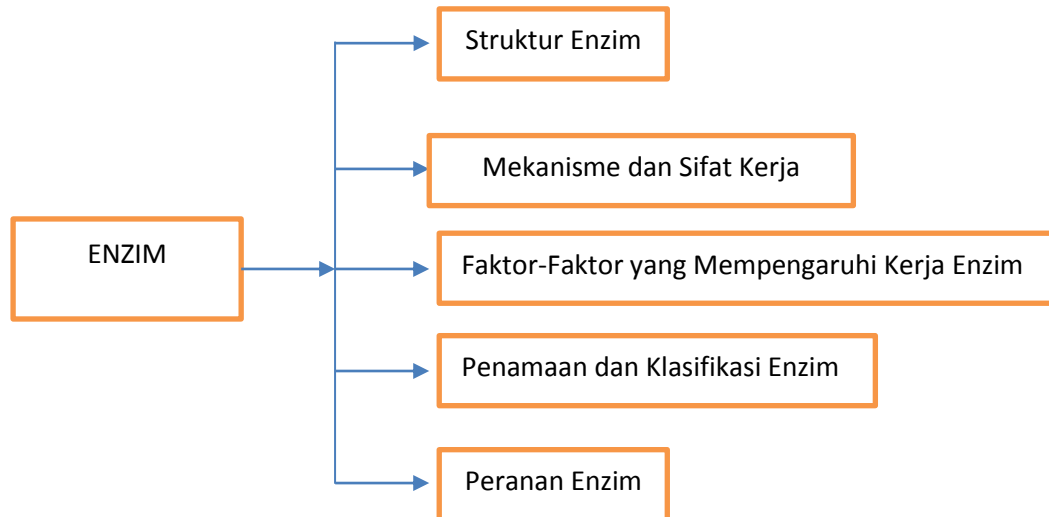 Struktur Enzim
Mekanisme dan Sifat Kerja
ENZIM
Faktor-Faktor yang Mempengaruhi Kerja Enzim
Penamaan dan Klasifikasi Enzim
Peranan Enzim